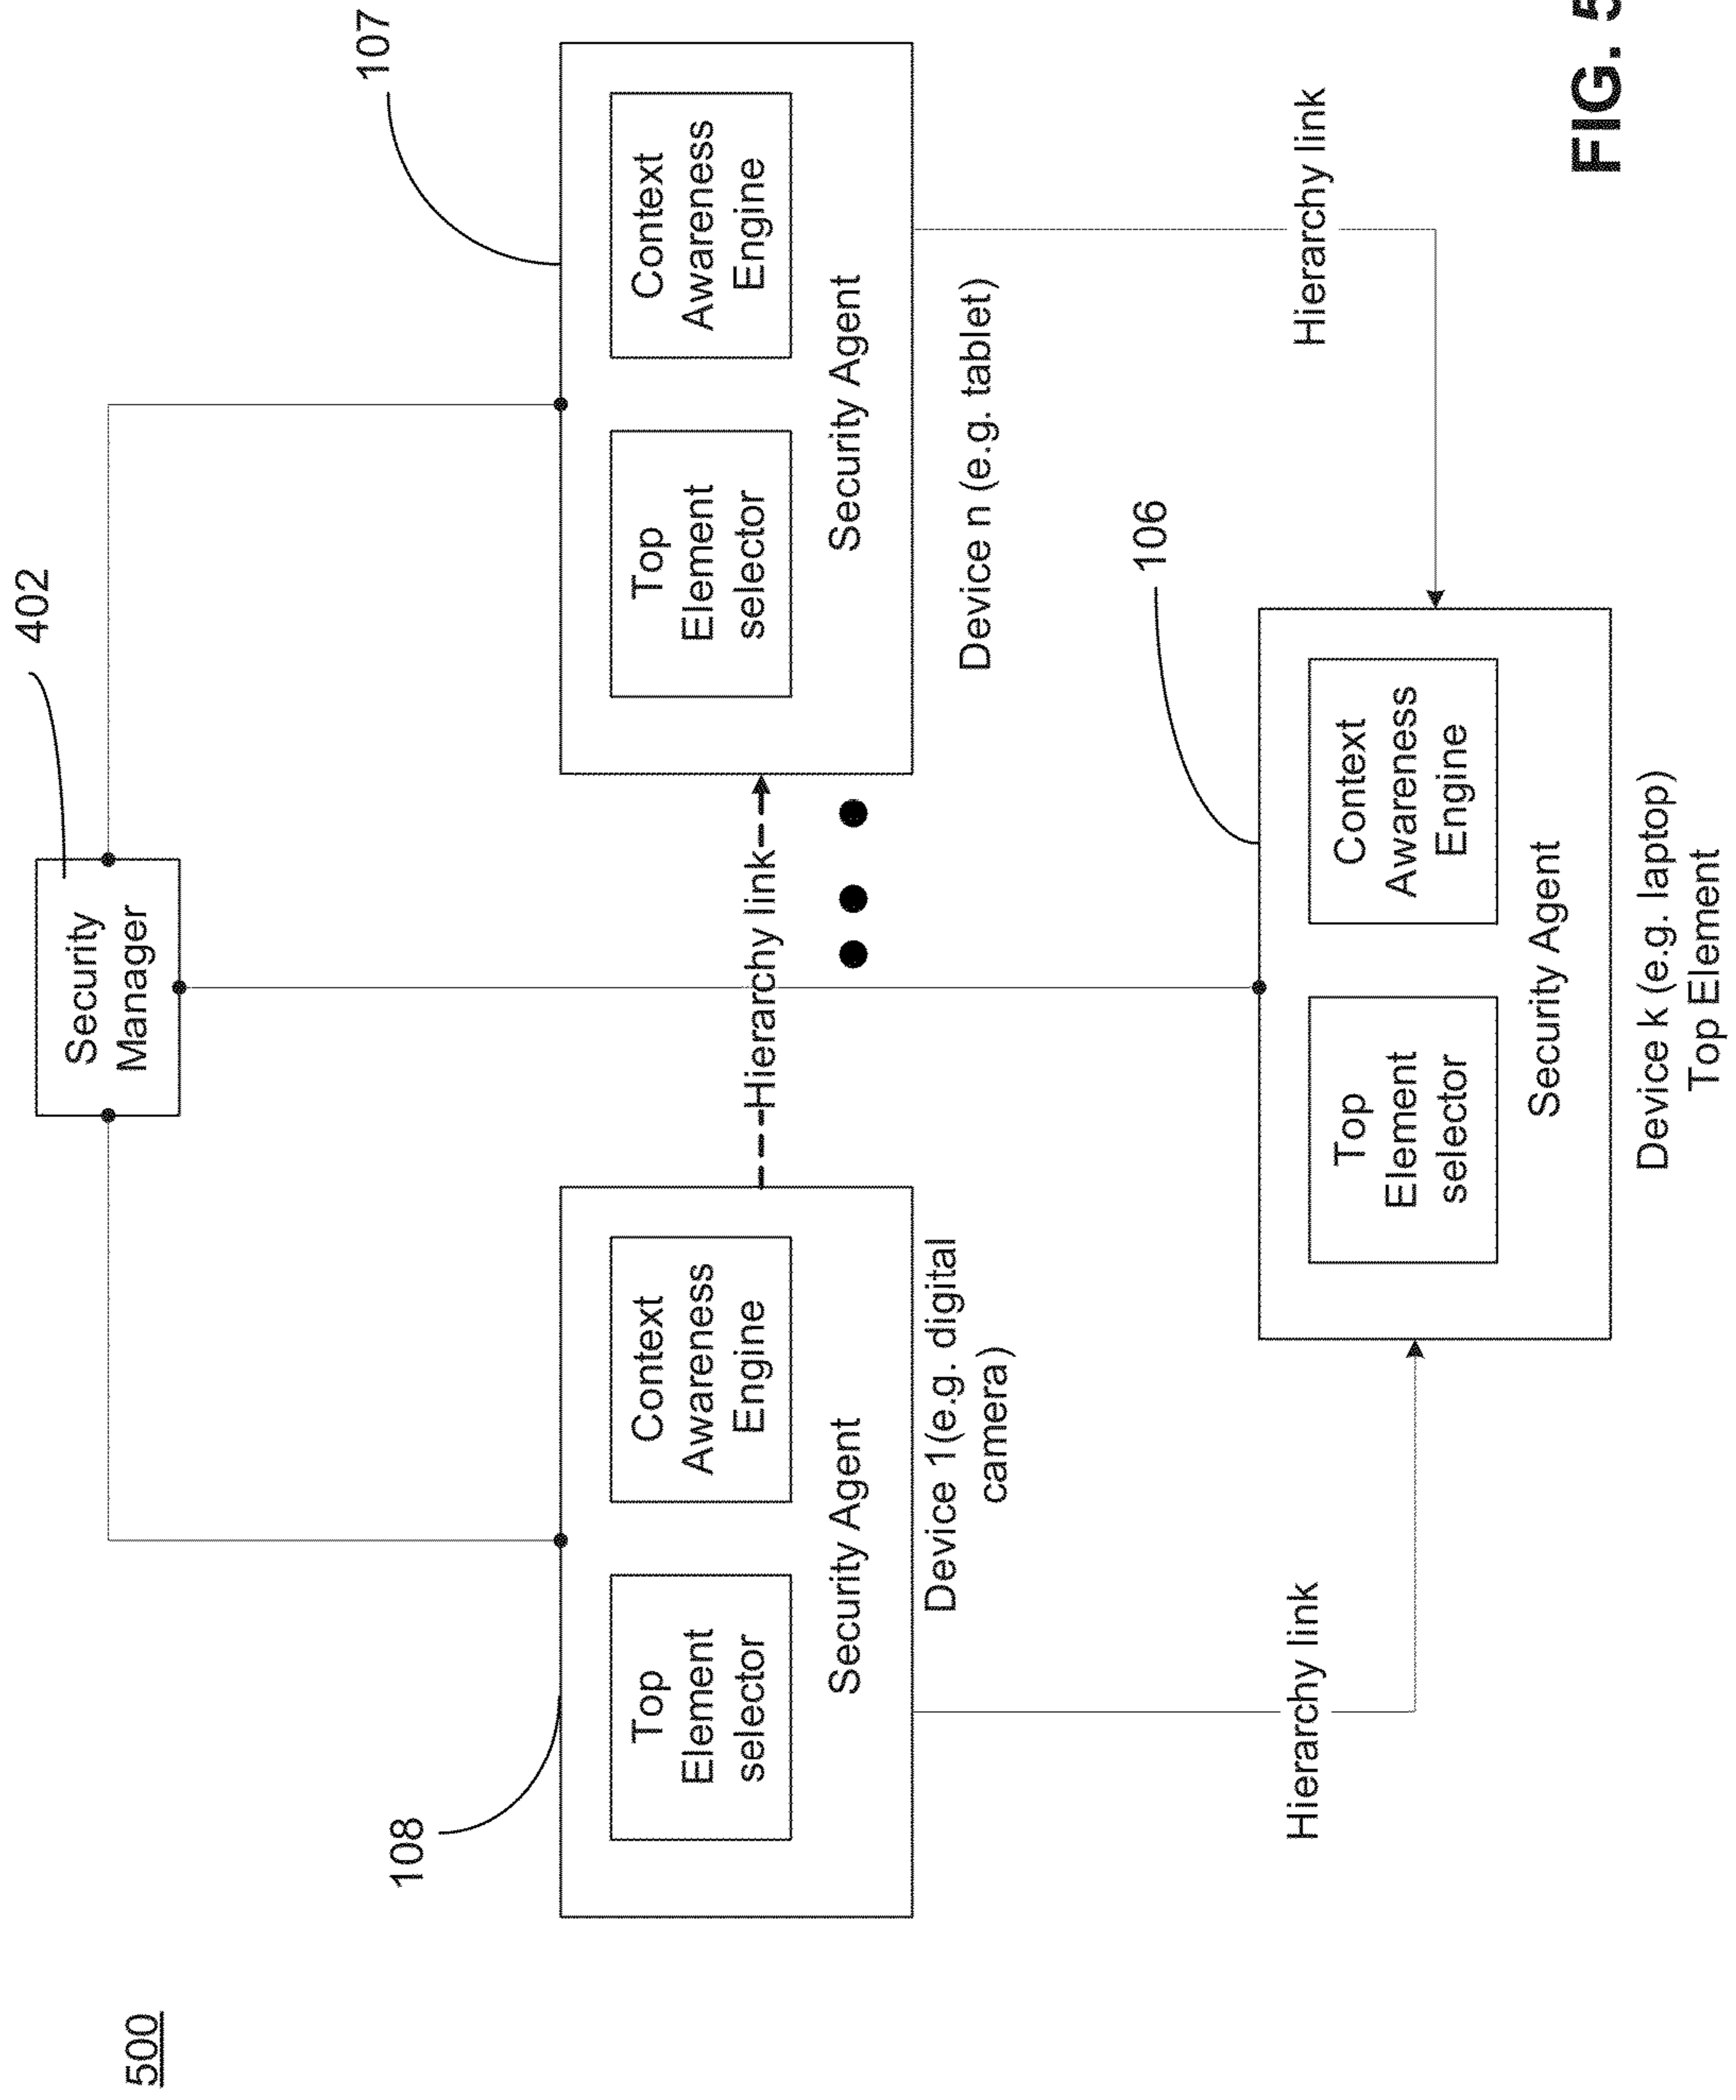 500
402
Security
Manager
108
107
Top
Element
selector
Context
Awareness
Engine
Security Agent
Device 1(e.g. digital
camera)
Hierarchy link
Top
Element
selector
Context
Awareness
Engine
Security Agent
Device n (e.g. tablet)
106
Hierarchy link
Hierarchy link
Top
Element
selector
Context
Awareness
Engine
Security Agent
Device k (e.g. laptop)
Top Element
FIG. 5